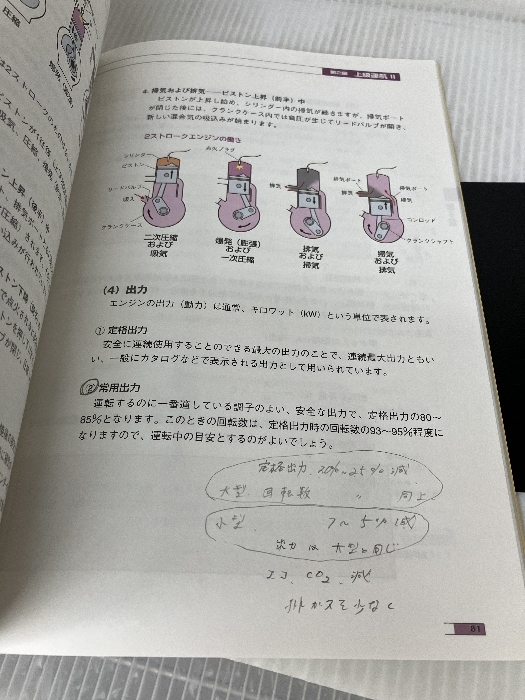 第2編 上級運航 II
4. 掃気および排気——ピストン上昇(前半)中
ピストンが上昇し始め、シリンダー内の掃気が続きますが、掃気ポート
が閉じた後には、クランクケース内では負圧が生じてリードバルブが開き、
新しい混合気の吸込みが始まります。
2ストロークエンジンの働き
点火プラグ
シリンダー
ピストン
リードバルブ
吸入
クランクケース
排気
掃気ポート
排気
排気ポート
掃気
コンロッド
クランクシャフト
二次圧縮
および
吸気
爆発(膨張)
および
一次圧縮
排気
および
掃気
掃気
および
排気
(4) 出力
エンジンの出力(動力)は通常、キロワット(kW)という単位で表されます。
① 定格出力
安全に連続使用することのできる最大の出力のことで、連続最大出力ともい
い、一般にカタログなどで表示される出力として用いられています。
② 常用出力
運転するのに一番適している調子のよい、安全な出力で、定格出力の80〜
85%となります。このときの回転数は、定格出力時の回転数の93〜95%程度に
なりますので、運転中の目安とするのがよいでしょう。
定格出力 20%〜25%減
大型 回転数 〃 同上
小型 7〜5%減
出力は大型と同じ
エコ、CO2、減
排ガスを少なく
81
圧縮